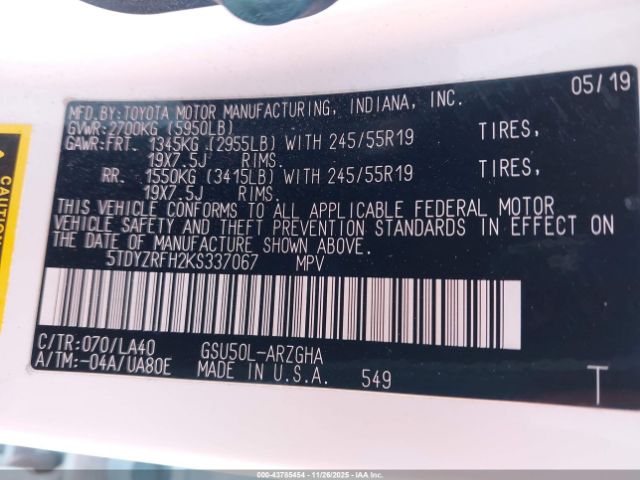 05/19
MFD.BY:TOYOTA MOTOR MANUFACTURING, INDIANA, INC.
GVWR:2700KG (5950LB)
GAWR:FRT. 1345KG (2955LB) WITH 245/55R19 TIRES,
19X7.5J RIMS.
RR. 1550KG (3415LB) WITH 245/55R19 TIRES,
19X7.5J RIMS.
THIS VEHICLE CONFORMS TO ALL APPLICABLE FEDERAL MOTOR
VEHICLE SAFETY AND THEFT PREVENTION STANDARDS IN EFFECT ON
THE DATE OF MANUFACTURE SHOWN ABOVE.
5TDYZRFH2KS337067 MPV
C/TR:070/LA40 GSU50L-ARZGHA
A/TM:-04A/UA80E MADE IN U.S.A. 549
T
CAUTION
000-43785454 - 11/26/2025 - IAAI.COM